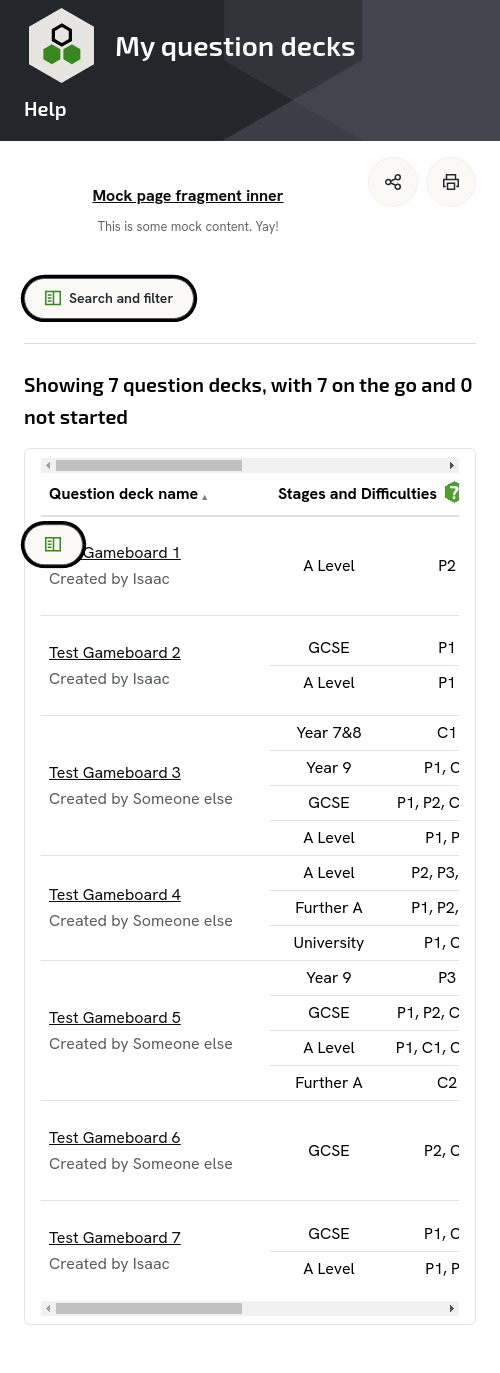 My question decks
Help
Mock page fragment inner
This is some mock content. Yay!
Search and filter
Showing 7 question decks, with 7 on the go and 0
not started
Question deck name ▲ Stages and Difficulties ?
Gameboard 1
Created by Isaac
A Level P2
Test Gameboard 2
Created by Isaac
GCSE P1
A Level P1
Test Gameboard 3
Created by Someone else
Year 7&8 C1
Year 9 P1, C
GCSE P1, P2, C
A Level P1, P
Test Gameboard 4
Created by Someone else
A Level P2, P3,
Further A P1, P2,
University P1, C
Test Gameboard 5
Created by Someone else
Year 9 P3
GCSE P1, P2, C
A Level P1, C1, C
Further A C2
Test Gameboard 6
Created by Someone else
GCSE P2, C
Test Gameboard 7
Created by Isaac
GCSE P1, C
A Level P1, P